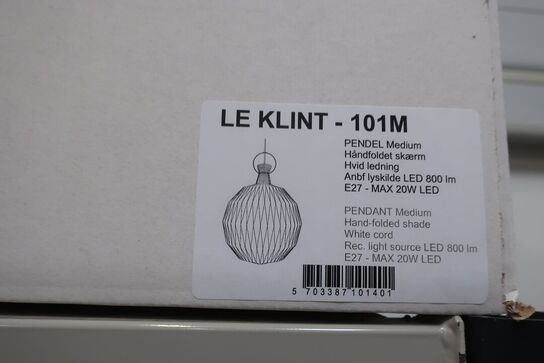 LE KLINT - 101M
PENDEL Medium
Håndfoldet skærm
Hvid ledning
Anbf lyskilde LED 800 lm
E27 - MAX 20W LED
PENDANT Medium
Hand-folded shade
White cord
Rec. light source LED 800 lm
E27 - MAX 20W LED
5 703387 101401